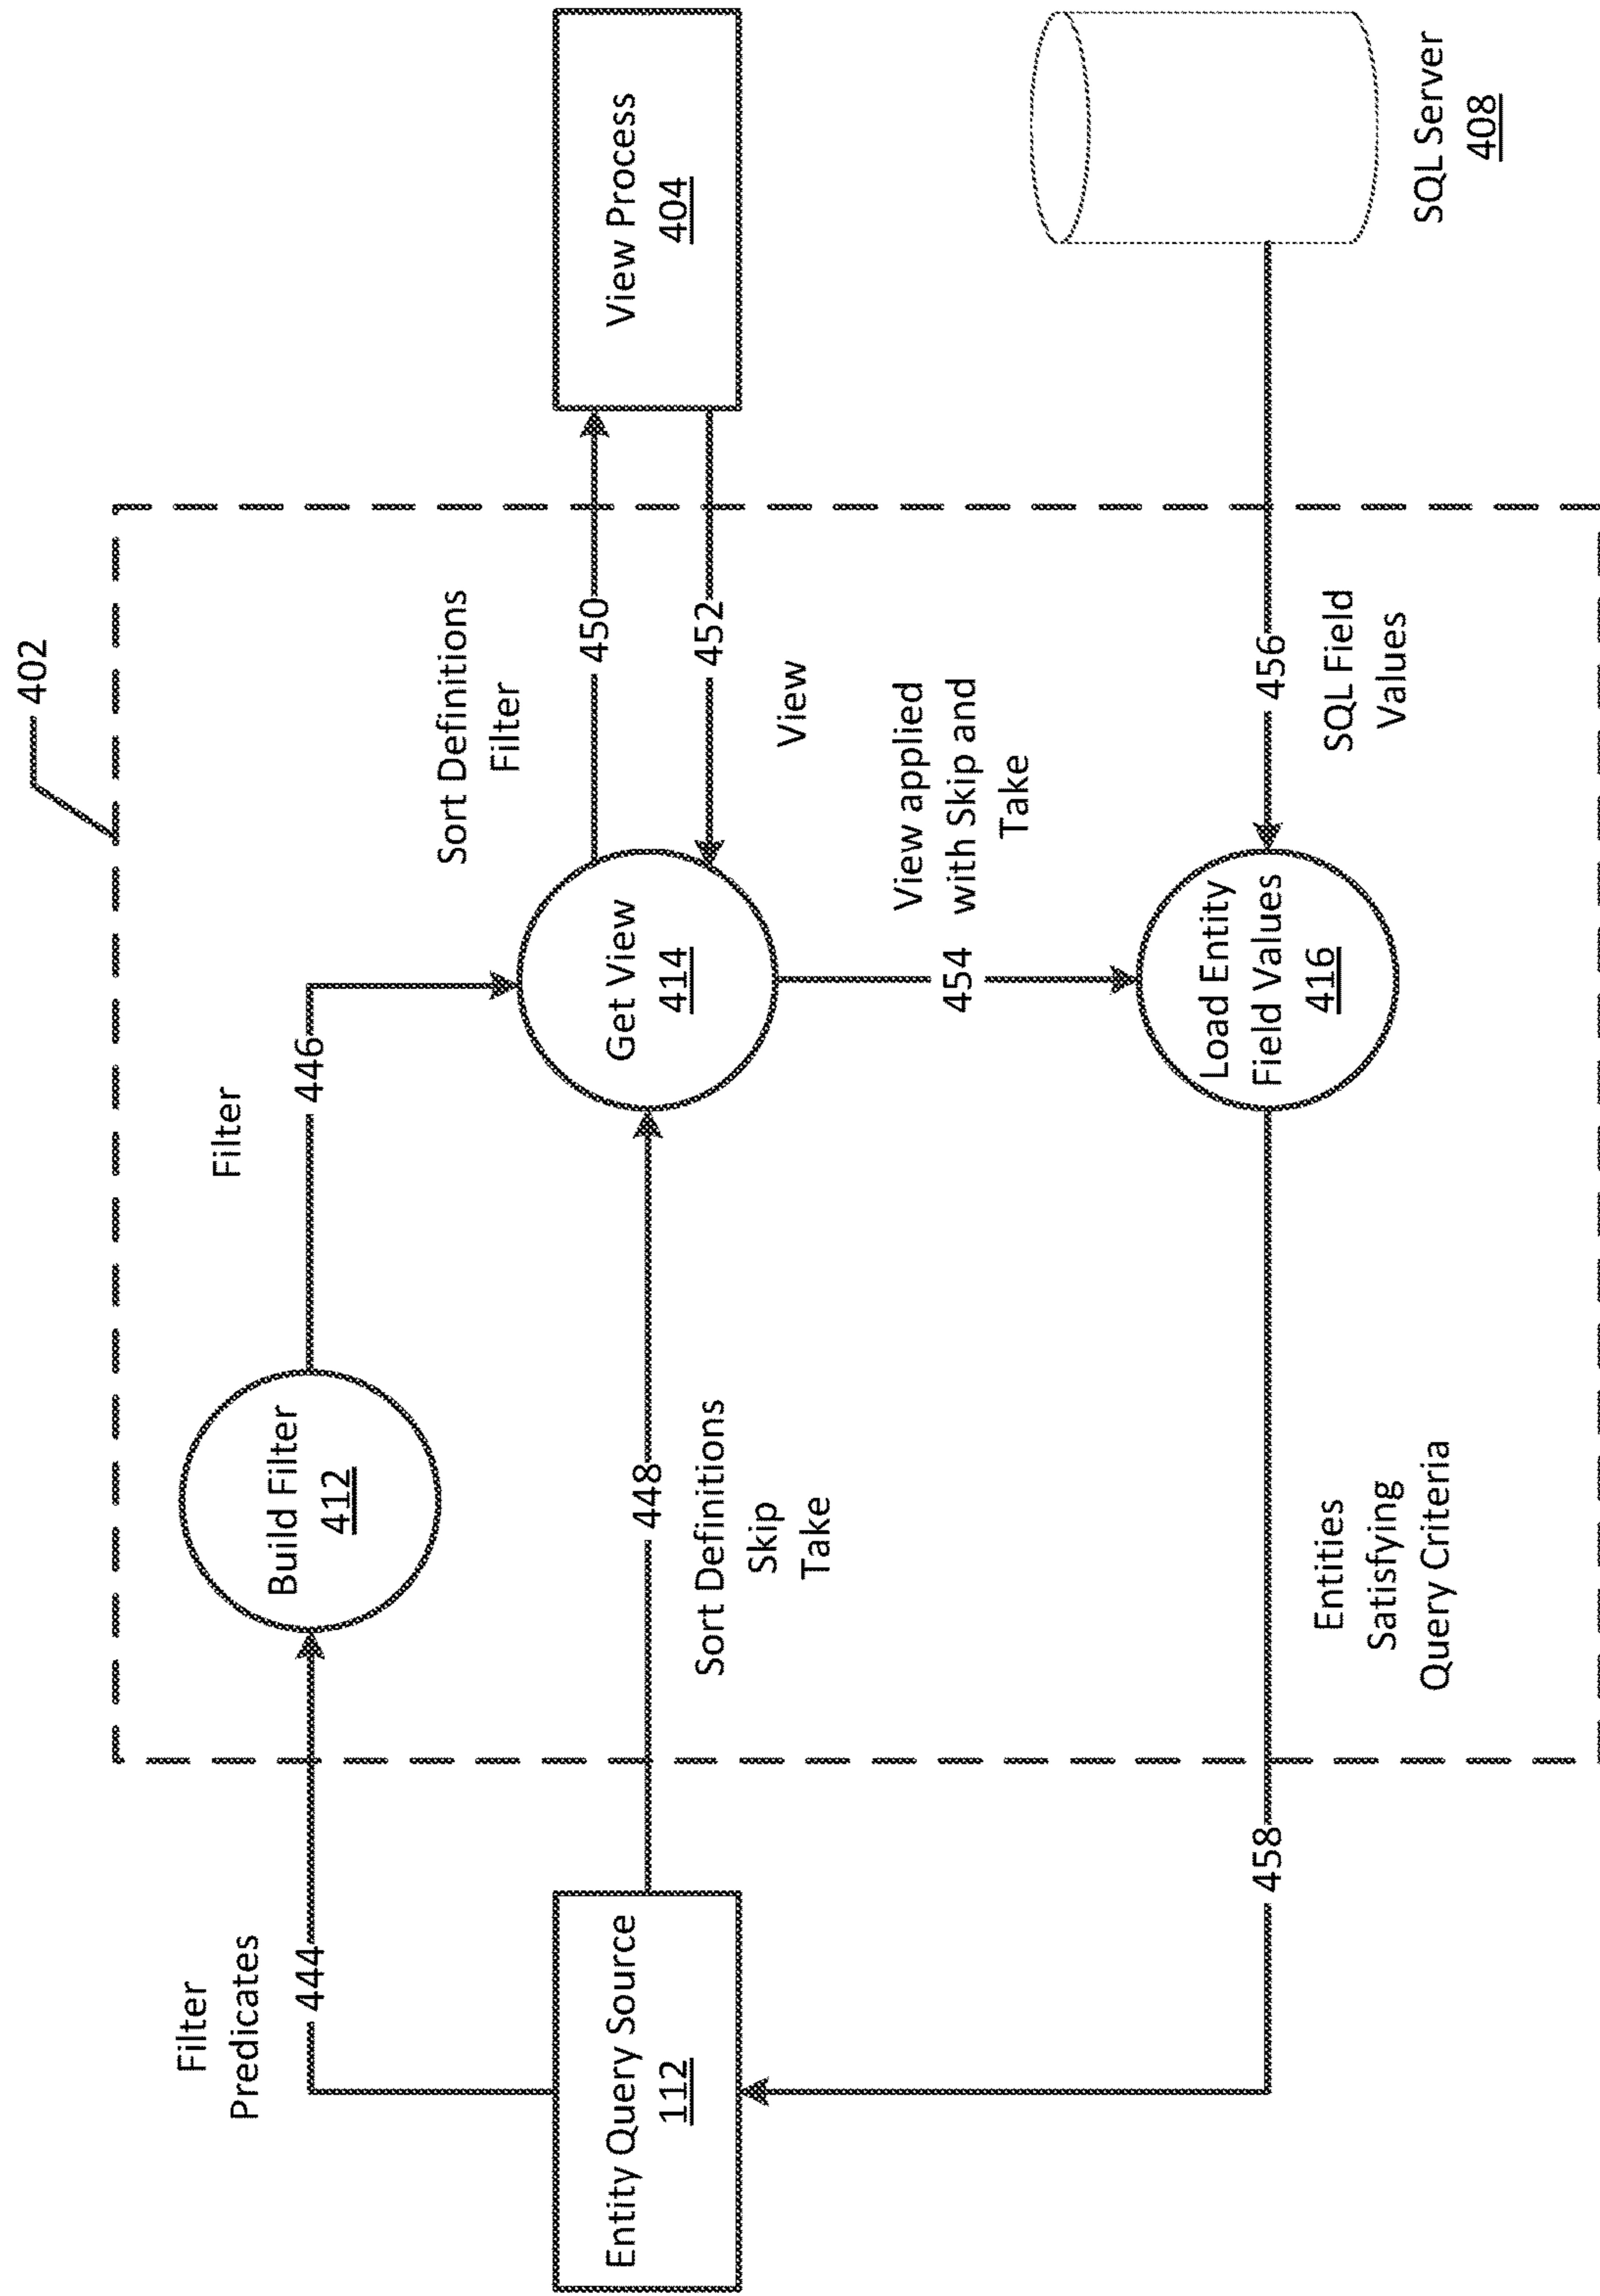 402
Filter
Predicates
444
Build Filter
412
Filter
446
Entity Query Source
112
448
Sort Definitions
Skip
Take
Get View
414
Sort Definitions
Filter
450
452
View
View Process
404
View applied
with Skip and
Take
454
Load Entity
Field Values
416
456
SQL Field
Values
SQL Server
408
458
Entities
Satisfying
Query Criteria